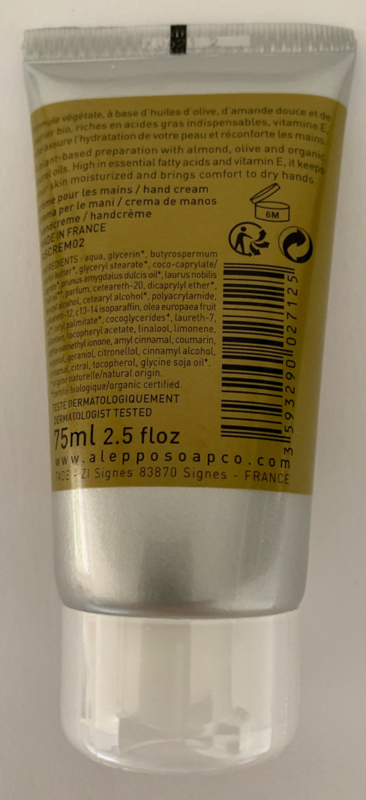 végétale, à base d'huiles d'olive, d'amande douce et de
bio, riches en acides gras indispensables, vitamine E,
assure l'hydratation de votre peau et réconforte les mains.
plant-based preparation with almond, olive and organic
oils. High in essential fatty acids and vitamin E, it keeps
skin moisturized and brings comfort to dry hands
pour les mains / hand cream
per le mani / crema de manos
/ handcrème
IN FRANCE
6M
: aqua, glycerin*, butyrospermum
butter*, glyceryl stearate*, coco-caprylate/
prunus amygdalus dulcis oil*, laurus nobilis
parfum, ceteareth-20, dicaprylyl ether*,
alcohol, cetearyl alcohol*, polyacrylamide,
c13-14 isoparaffin, olea europaea fruit
palmitate*, cocoglycerides*, laureth-7,
tocopheryl acetate, linalool, limonene,
ionone, amyl cinnamal, coumarin,
geraniol, citronellol, cinnamyl alcohol,
citral, tocopherol, glycine soja oil*.
naturelle/natural origin.
biologique/organic certified.
TESTÉ DERMATOLOGIQUEMENT
DERMATOLOGIST TESTED
75ml 2.5 floz
www.alepposoapco.com
ZI Signes 83870 Signes - FRANCE
3 593290 027125